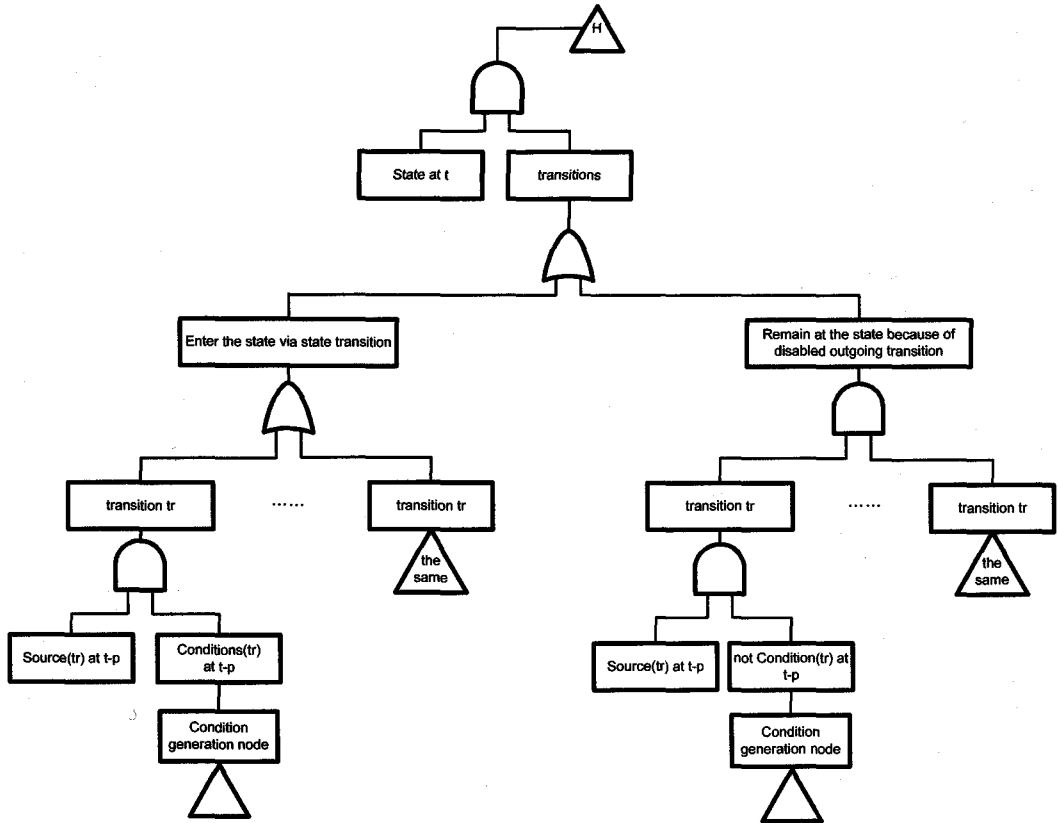 H
State at t
transitions
Enter the state via state transition
Remain at the state because of
disabled outgoing transition
transition tr
......
transition tr
transition tr
......
transition tr
the
same
the
same
Source(tr) at t-p
Conditions(tr)
at t-p
Source(tr) at t-p
not Condition(tr) at
t-p
Condition
generation node
Condition
generation node